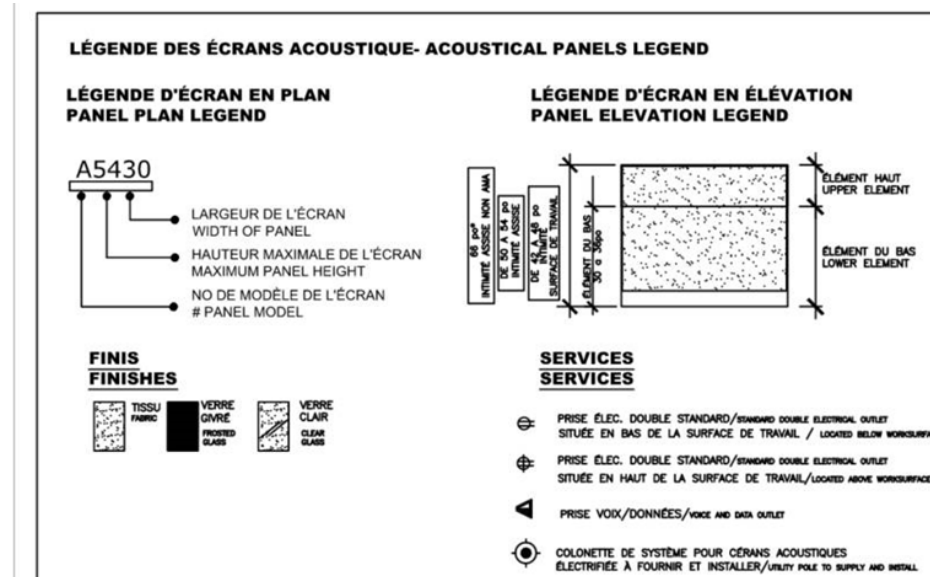 LÉGENDE DES ÉCRANS ACOUSTIQUE- ACOUSTICAL PANELS LEGEND
LÉGENDE D'ÉCRAN EN PLAN
PANEL PLAN LEGEND
A5430
LARGEUR DE L'ÉCRAN
WIDTH OF PANEL
HAUTEUR MAXIMALE DE L'ÉCRAN
MAXIMUM PANEL HEIGHT
NO DE MODÈLE DE L'ÉCRAN
# PANEL MODEL
LÉGENDE D'ÉCRAN EN ÉLÉVATION
PANEL ELEVATION LEGEND
66 po*
INTIMITÉ ASSISE NON AMA
DE 50 A 54 po
INTIMITÉ ASSISE
DE 42 A 48 po
INTIMITÉ
SURFACE DE TRAVAIL
ÉLÉMENT DU BAS
30 a 36po
ÉLÉMENT HAUT
UPPER ELEMENT
ÉLÉMENT DU BAS
LOWER ELEMENT
FINIS
FINISHES
TISSU
FABRIC
VERRE
GIVRÉ
FROSTED
GLASS
VERRE
CLAIR
CLEAR
GLASS
SERVICES
SERVICES
PRISE ÉLEC. DOUBLE STANDARD/STANDARD DOUBLE ELECTRICAL OUTLET
SITUÉE EN BAS DE LA SURFACE DE TRAVAIL / LOCATED BELOW WORKSURFA
PRISE ÉLEC. DOUBLE STANDARD/STANDARD DOUBLE ELECTRICAL OUTLET
SITUÉE EN HAUT DE LA SURFACE DE TRAVAIL/LOCATED ABOVE WORKSURFACE
PRISE VOIX/DONNÉES/VOICE AND DATA OUTLET
COLONETTE DE SYSTÈME POUR CÉRANS ACOUSTIQUES
ÉLECTRIFIÉE À FOURNIR ET INSTALLER/UTILITY POLE TO SUPPLY AND INSTALL